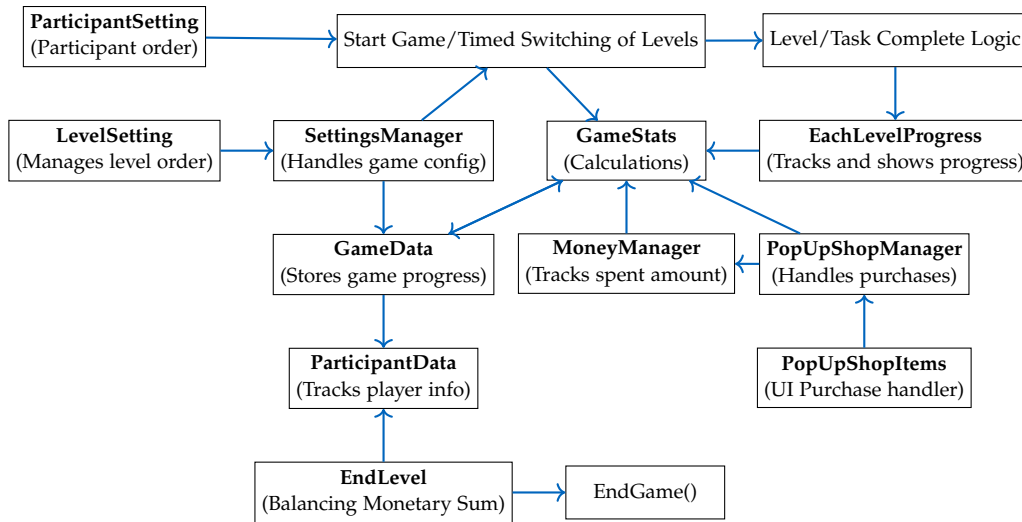 ParticipantSetting
(Participant order)
Start Game/Timed Switching of Levels
Level/Task Complete Logic
LevelSetting
(Manages level order)
SettingsManager
(Handles game config)
GameStats
(Calculations)
EachLevelProgress
(Tracks and shows progress)
GameData
(Stores game progress)
MoneyManager
(Tracks spent amount)
PopUpShopManager
(Handles purchases)
ParticipantData
(Tracks player info)
PopUpShopItems
(UI Purchase handler)
EndLevel
(Balancing Monetary Sum)
EndGame()